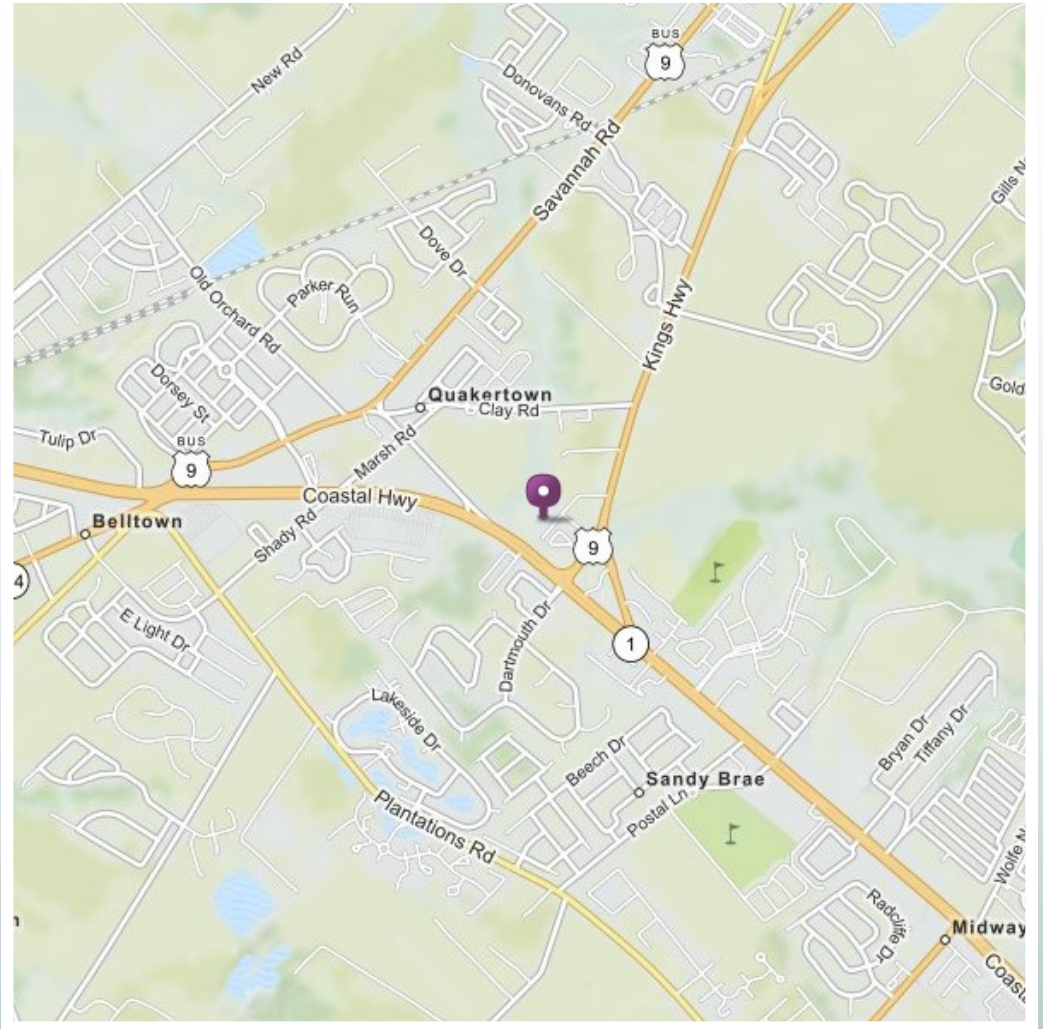 BUS
9
New Rd
Donovans Rd
Savannah Rd
Gills N
Dove Dr
Old Orchard Rd
Parker Run
Kings Hwy
Dorsey St
Quakertown
Clay Rd
Gold
Tulip Dr
BUS
9
Marsh Rd
Coastal Hwy
Belltown
Shady Rd
9
4
E Light Dr
Dartmouth Dr
1
Lakeside Dr
Bryan Dr
Tiffany Dr
Beech Dr
Sandy Brae
Postal Ln
Plantations Rd
Wolfe N
Radcliffe Dr
n
Midway
Coasta